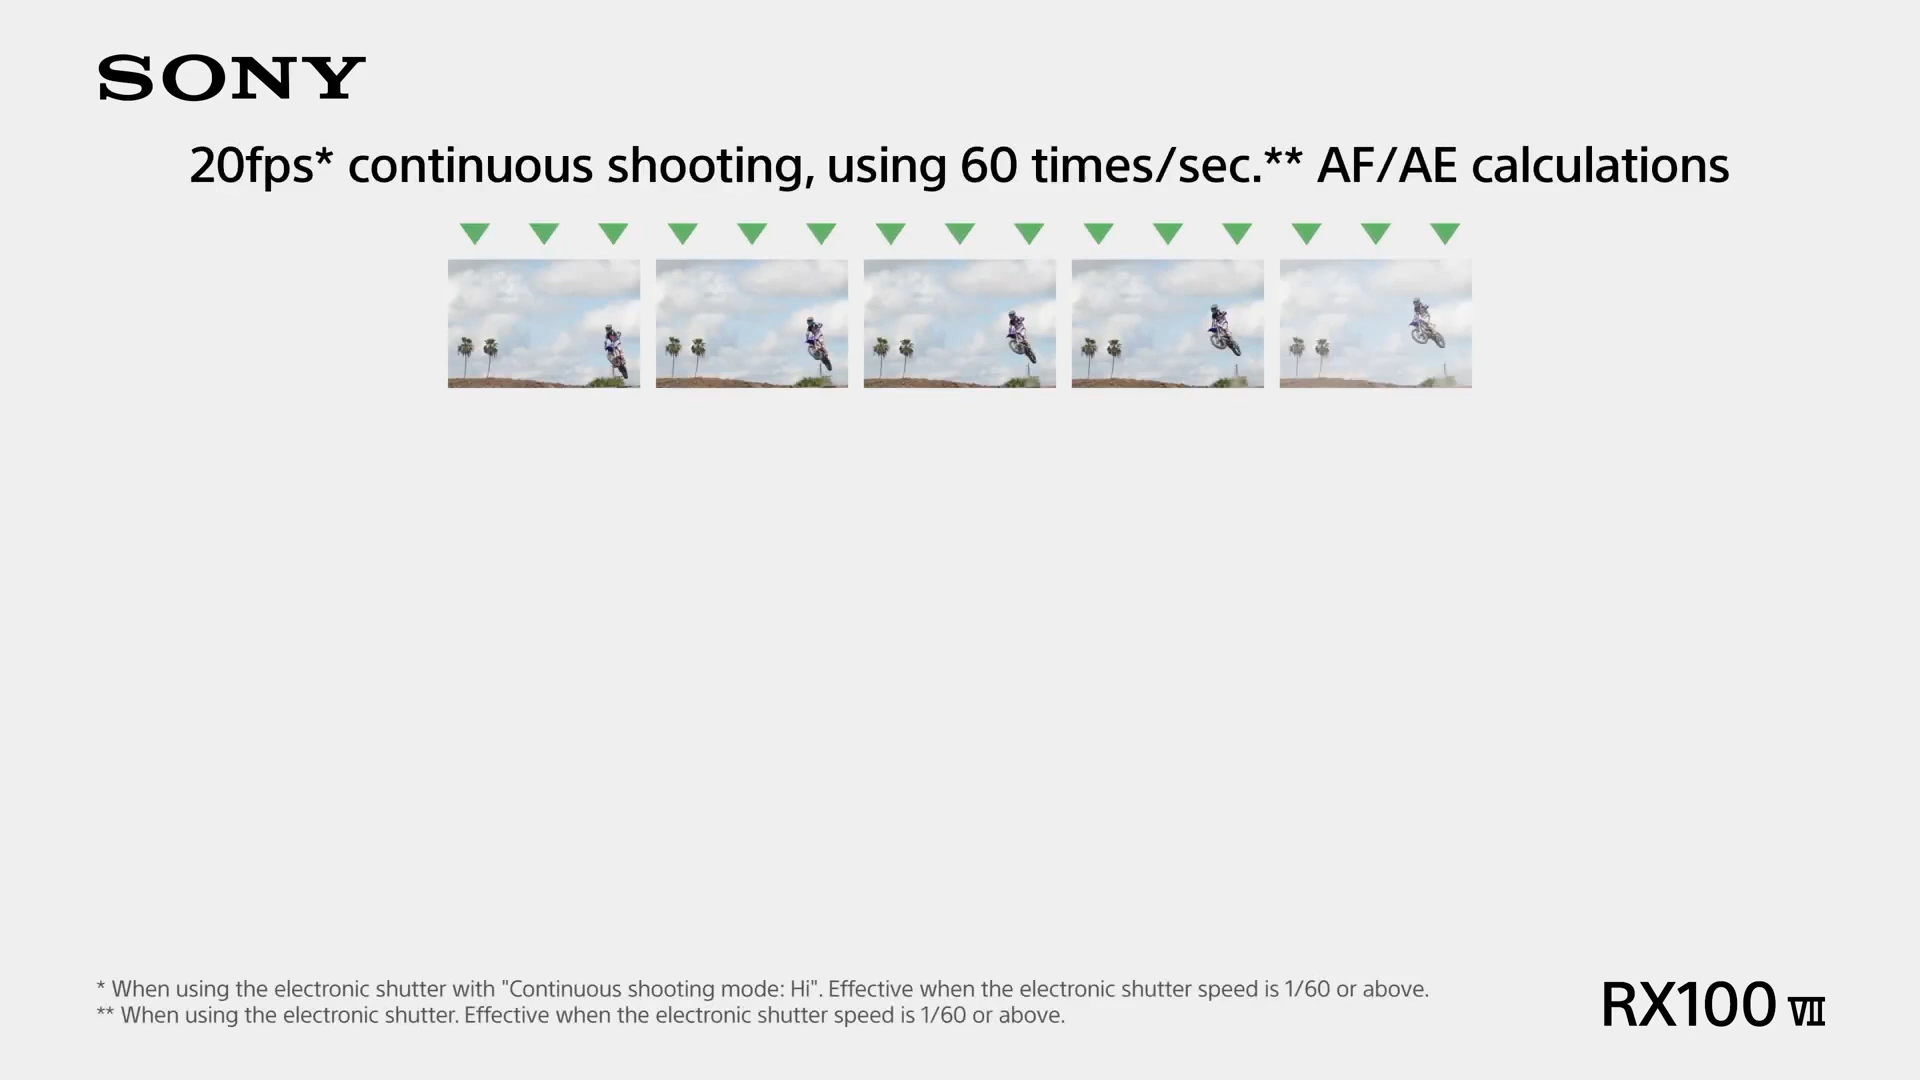 SONY
20fps* continuous shooting, using 60 times/sec.** AF/AE calculations
* When using the electronic shutter with "Continuous shooting mode: Hi". Effective when the electronic shutter speed is 1/60 or above.
** When using the electronic shutter. Effective when the electronic shutter speed is 1/60 or above.
RX100 VII